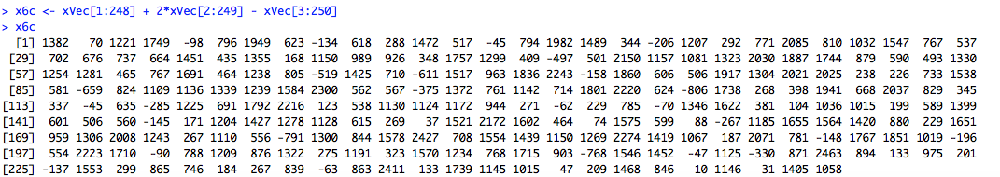 > x6c <- xVec[1:248] + 2*xVec[2:249] - xVec[3:250]
> x6c
[1] 1382 70 1221 1749 -98 796 1949 623 -134 618 288 1472 517 -45 794 1982 1489 344 -206 1207 292 771 2085 810 1032 1547 767 537
[29] 702 676 737 664 1451 435 1355 168 1150 989 926 348 1757 1299 409 -497 501 2150 1157 1081 1323 2030 1887 1744 879 590 493 1330
[57] 1254 1281 465 767 1691 464 1238 805 -519 1425 710 -611 1517 963 1836 2243 -158 1860 606 506 1917 1304 2021 2025 238 226 733 1538
[85] 581 -659 824 1109 1136 1339 1239 1584 2300 562 567 -375 1372 761 1142 714 1801 2220 624 -806 1738 268 398 1941 668 2037 829 345
[113] 337 -45 635 -285 1225 691 1792 2216 123 538 1130 1124 1172 944 271 -62 229 785 -70 1346 1622 381 104 1036 1015 199 589 1399
[141] 601 506 560 -145 171 1204 1427 1278 1128 615 269 37 1521 2172 1602 464 74 1575 599 88 -267 1185 1655 1564 1420 880 229 1651
[169] 959 1306 2008 1243 267 1110 556 -791 1300 844 1578 2427 708 1554 1439 1150 1269 2274 1419 1067 187 2071 781 -148 1767 1851 1019 -196
[197] 554 2223 1710 -90 788 1209 876 1322 275 1191 323 1570 1234 768 1715 903 -768 1546 1452 -47 1125 -330 871 2463 894 133 975 201
[225] -137 1553 299 865 746 184 267 839 -63 863 2411 133 1739 1145 1015 47 209 1468 846 10 1146 31 1405 1058